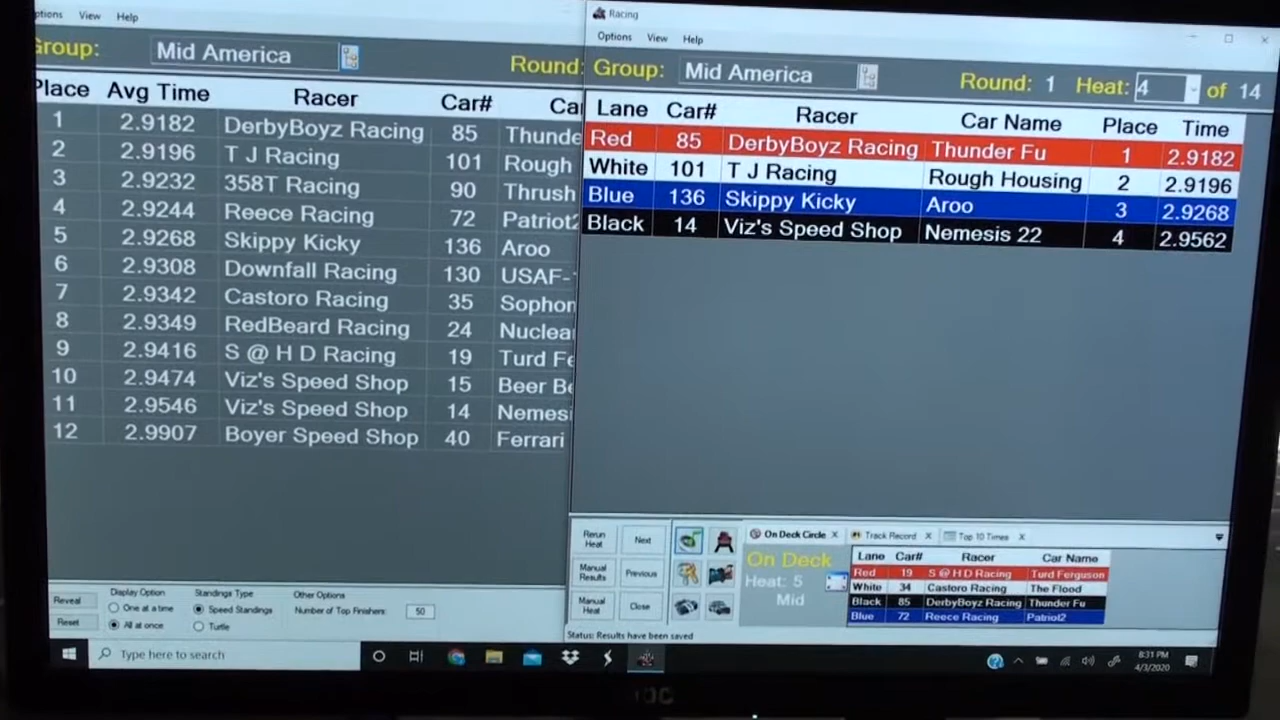 ptions View Help
Group: Mid America Round:
Place Avg Time Racer Car# Ca
1 2.9182 DerbyBoyz Racing 85 Thunde
2 2.9196 T J Racing 101 Rough
3 2.9232 358T Racing 90 Thrush
4 2.9244 Reece Racing 72 Patriot2
5 2.9268 Skippy Kicky 136 Aroo
6 2.9308 Downfall Racing 130 USAF-
7 2.9342 Castoro Racing 35 Sophom
8 2.9349 RedBeard Racing 24 Nuclear
9 2.9416 S @ H D Racing 19 Turd Fe
10 2.9474 Viz's Speed Shop 15 Beer Be
11 2.9546 Viz's Speed Shop 14 Nemesi
12 2.9907 Boyer Speed Shop 40 Ferrari
Reveal
Reset
Display Option
One at a time
All at once
Standings Type
Speed Standings
Turtle
Other Options
Number of Top Finishers: 50
Racing
Options View Help
Group: Mid America Round: 1 Heat: 4 of 14
Lane Car# Racer Car Name Place Time
Red 85 DerbyBoyz Racing Thunder Fu 1 2.9182
White 101 T J Racing Rough Housing 2 2.9196
Blue 136 Skippy Kicky Aroo 3 2.9268
Black 14 Viz's Speed Shop Nemesis 22 4 2.9562
Rerun Heat
Next
Manual Results
Previous
Manual Heat
Close
On Deck Circle x Track Record x Top 10 Times x
On Deck
Heat: 5
Mid
Lane Car# Racer Car Name
Red 19 S @ H D Racing Turd Ferguson
White 34 Castoro Racing The Flood
Black 85 DerbyBoyz Racing Thunder Fu
Blue 72 Reece Racing Patriot2
Status: Results have been saved
Type here to search
8:31 PM
4/3/2020
AOC